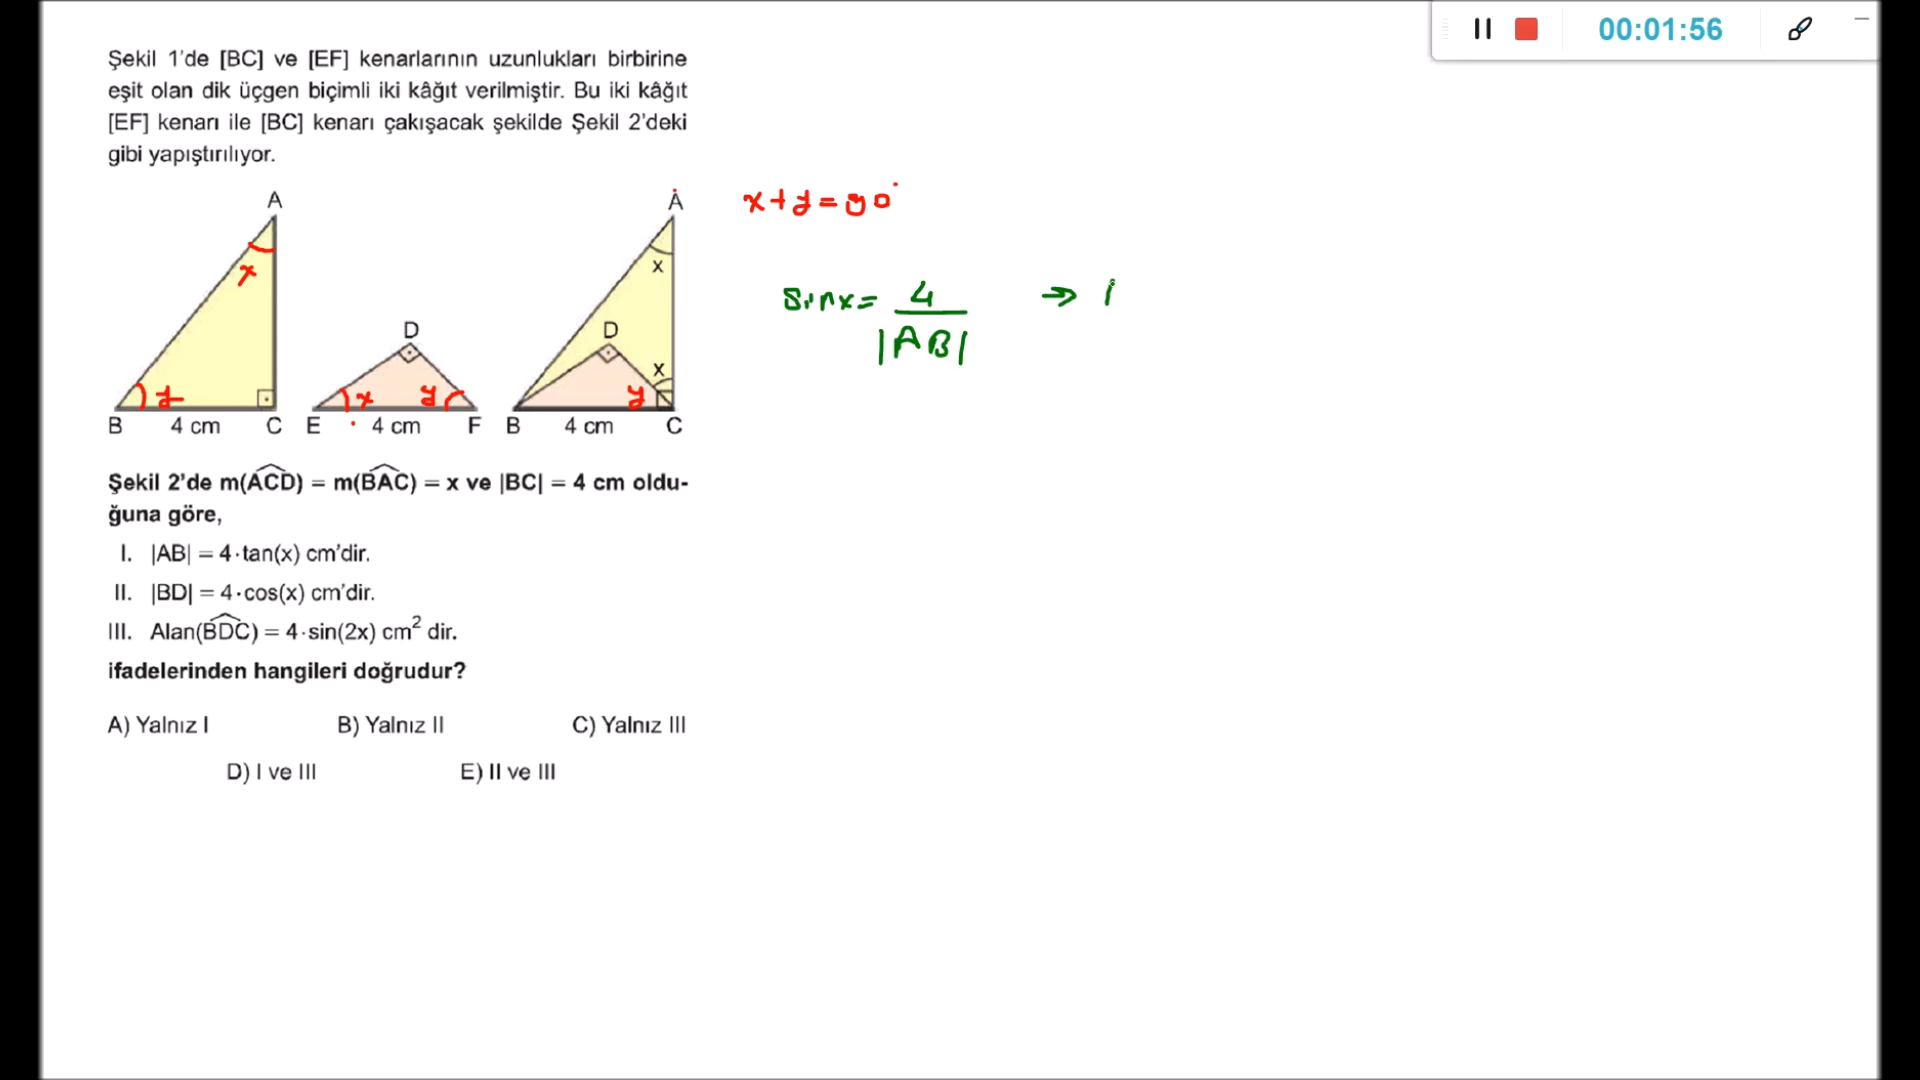 00:01:56
Şekil 1'de [BC] ve [EF] kenarlarının uzunlukları birbirine
eşit olan dik üçgen biçimli iki kâğıt verilmiştir. Bu iki kâğıt
[EF] kenarı ile [BC] kenarı çakışacak şekilde Şekil 2'deki
gibi yapıştırılıyor.
A
x
y
B 4 cm C
D
x y
E 4 cm F
A
x
D
x
y
B 4 cm C
x+y=90°
sinx= 4/|AB| →
Şekil 2'de m(ACD) = m(BAC) = x ve |BC| = 4 cm oldu-
ğuna göre,
I. |AB| = 4·tan(x) cm'dir.
II. |BD| = 4·cos(x) cm'dir.
III. Alan(BDC) = 4·sin(2x) cm² dir.
ifadelerinden hangileri doğrudur?
A) Yalnız I B) Yalnız II C) Yalnız III
D) I ve III E) II ve III